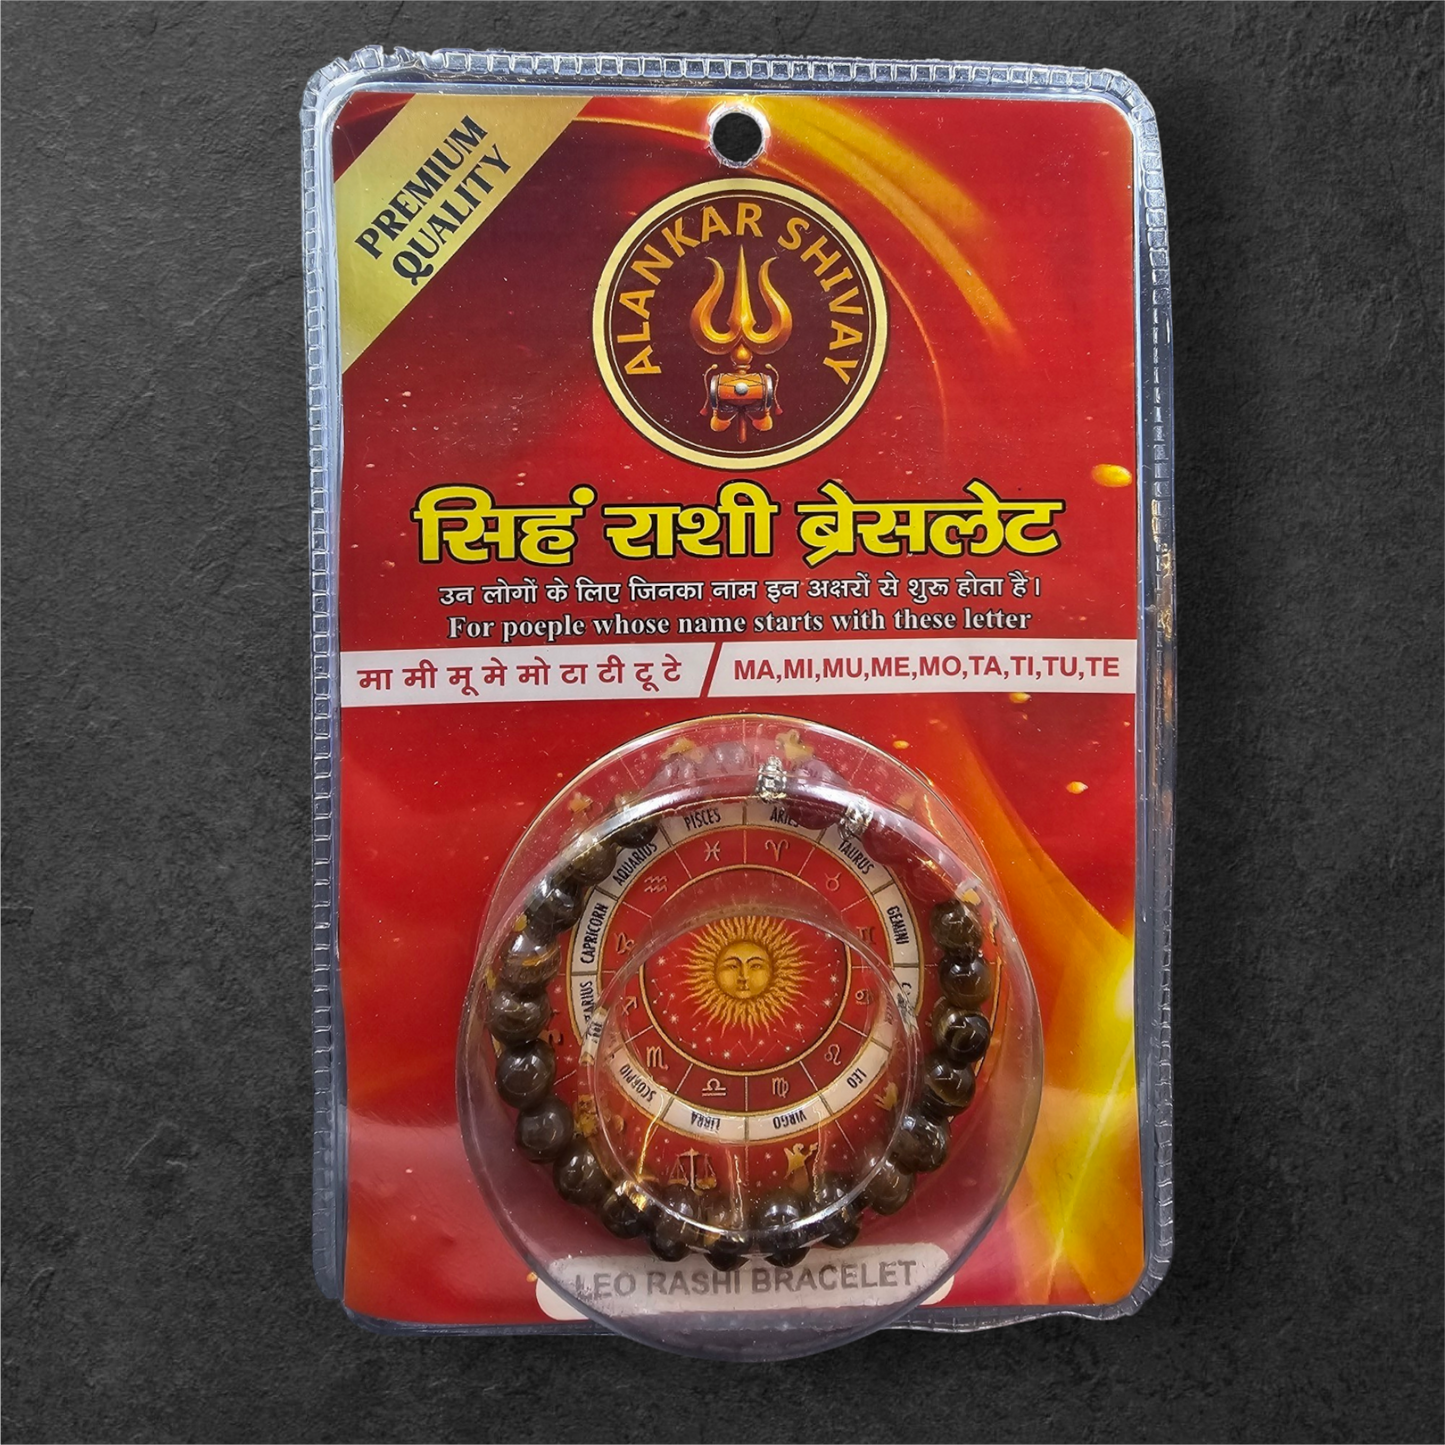 PREMIUM
QUALITY
ALANKAR SHIVAY
सिहं राशी ब्रेसलेट
उन लोगों के लिए जिनका नाम इन अक्षरों से शुरू होता है।
For poeple whose name starts with these letter
मा मी मू मे मो टा टी टू टे
MA,MI,MU,ME,MO,TA,TI,TU,TE
PISCES
ARIES
TAURUS
GEMINI
LEO
VIRGO
LIBRA
SCORPIO
CAPRICORN
AQUARIUS
LEO RASHI BRACELET